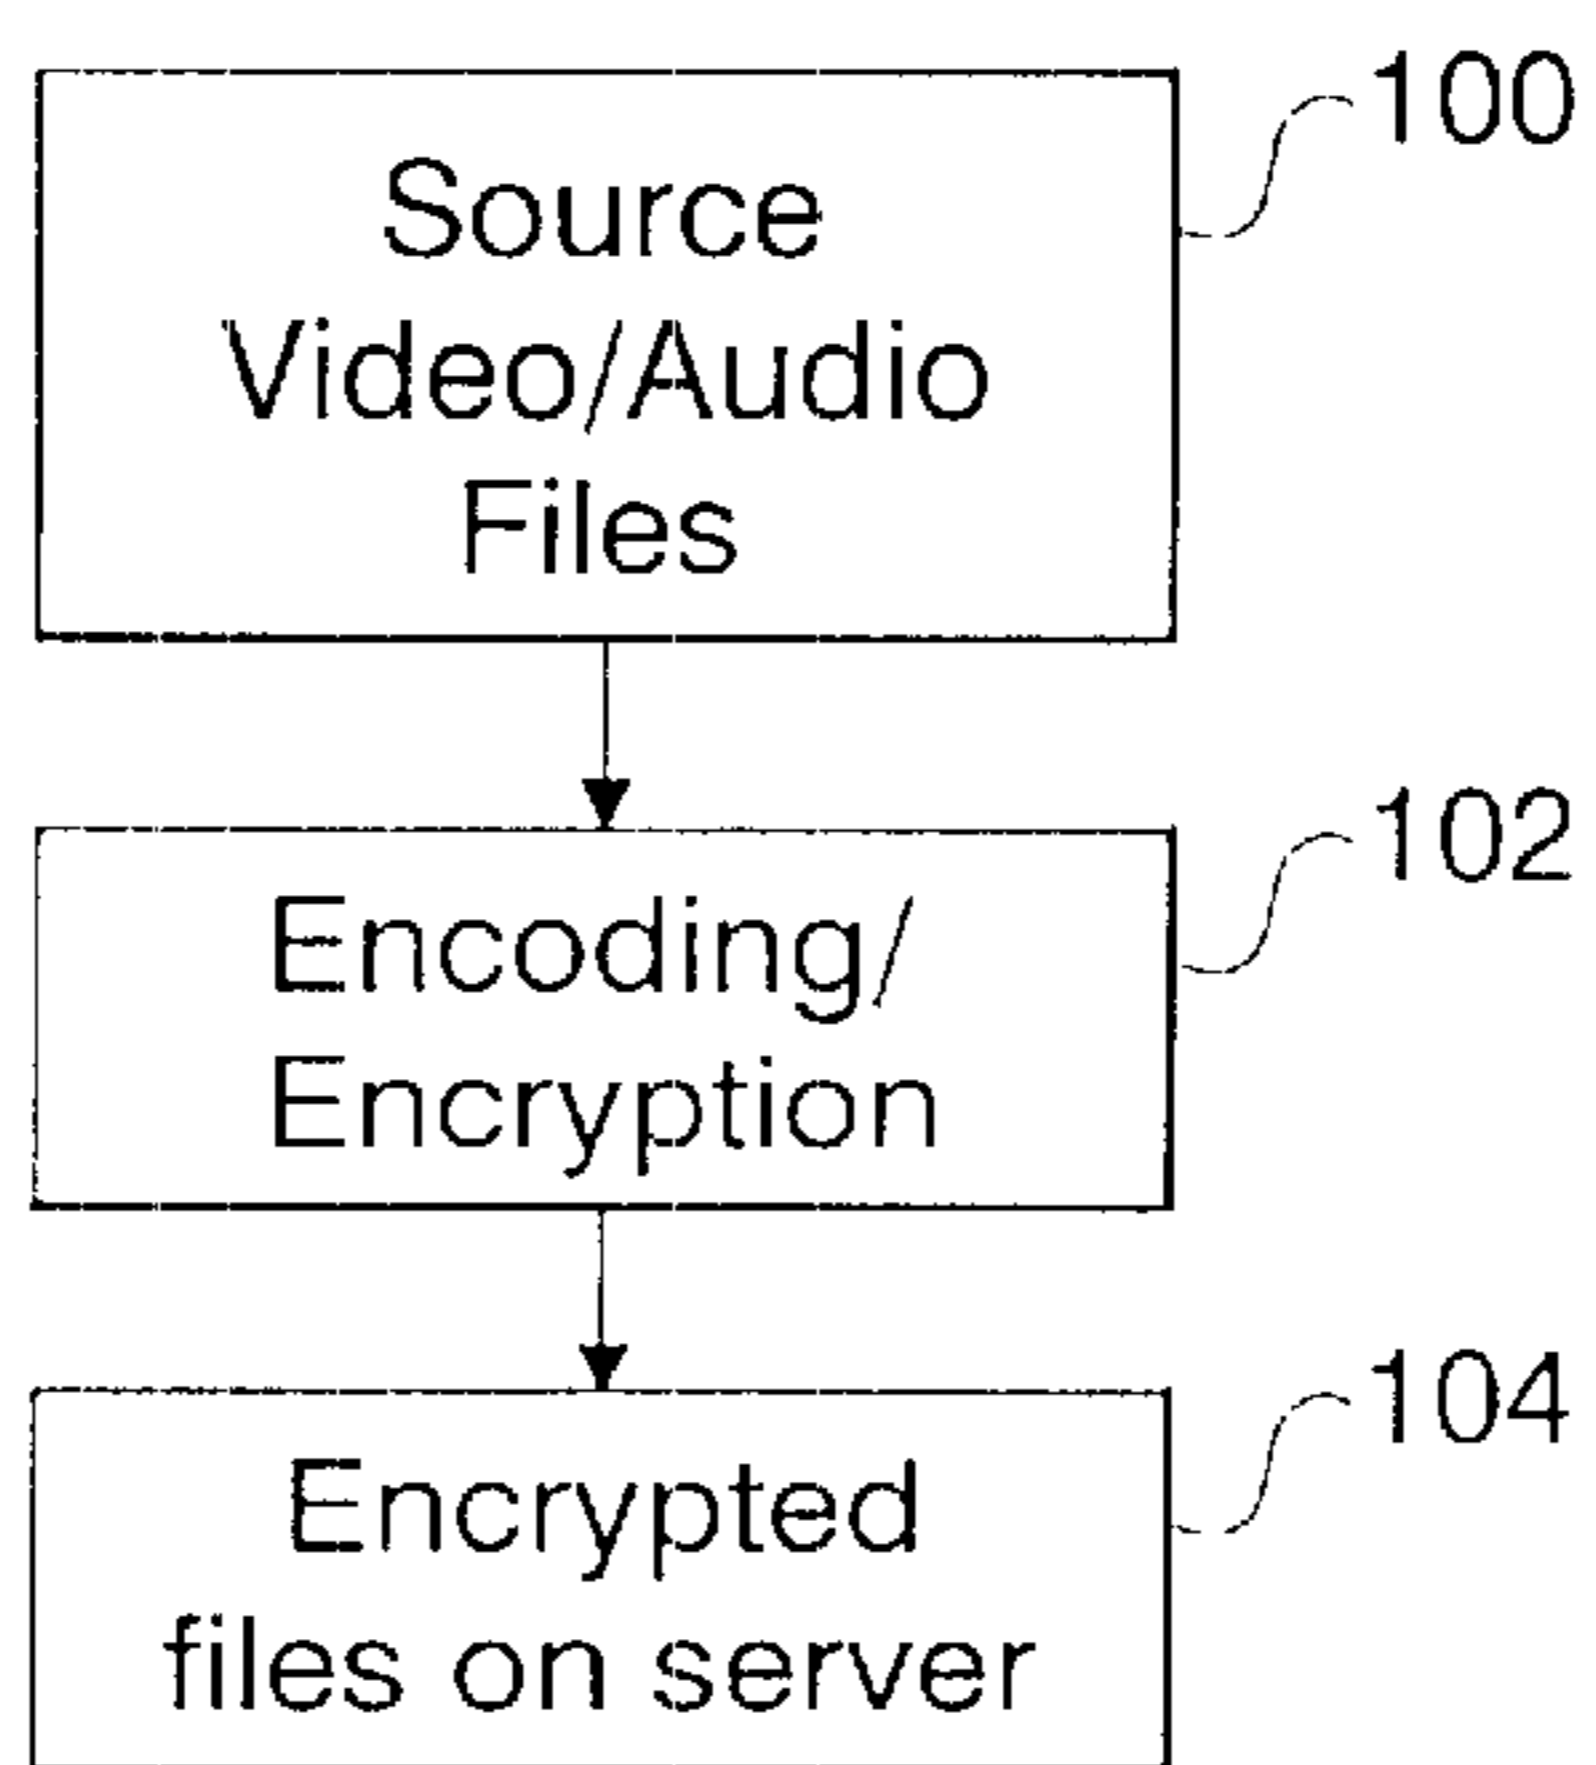 100
Source
Video/Audio
Files
102
Encoding/
Encryption
104
Encrypted
files on server